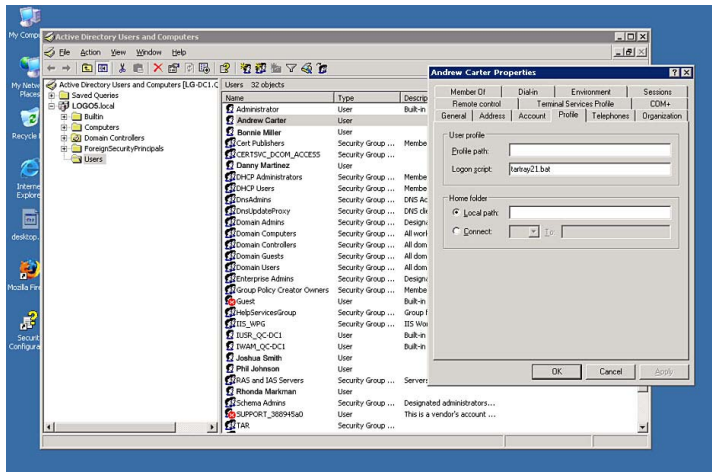 My Comp
My Netw
Places
Recycle
Interne
Explore
desktop.
Mozilla Fire
Securit
Configura
Active Directory Users and Computers
File Action View Window Help
Active Directory Users and Computers [LG-DC1.C
Saved Queries
LOGOS.local
Builtin
Computers
Domain Controllers
ForeignSecurityPrincipals
Users
Users 32 objects
Name Type Descrip
Administrator User Built-in
Andrew Carter User
Bonnie Miller User
Cert Publishers Security Group ... Membe
CERTSVC_DCOM_ACCESS Security Group ...
Danny Martinez User
DHCP Administrators Security Group ... Membe
DHCP Users Security Group ... Membe
DnsAdmins Security Group ... DNS Ac
DnsUpdateProxy Security Group ... DNS clie
Domain Admins Security Group ... Designa
Domain Computers Security Group ... All worl
Domain Controllers Security Group ... All dom
Domain Guests Security Group ... All dom
Domain Users Security Group ... All dom
Enterprise Admins Security Group ... Designa
Group Policy Creator Owners Security Group ... Membe
Guest User Built-in
HelpServicesGroup Security Group ... Group f
IIS_WPG Security Group ... IIS Wor
IUSR_QC-DC1 User Built-in
IWAM_QC-DC1 User Built-in
Joshua Smith User
Phil Johnson User
RAS and IAS Servers Security Group ... Servers
Rhonda Markman User
Schema Admins Security Group ... Designated administrators...
SUPPORT_388945a0 User This is a vendor's account ...
TAR Security Group ...
Andrew Carter Properties
Member Of Dial-in Environment Sessions
Remote control Terminal Services Profile COM+
General Address Account Profile Telephones Organization
User profile
Profile path:
Logon script: tartray21.bat
Home folder
Local path:
Connect: To:
OK Cancel Apply